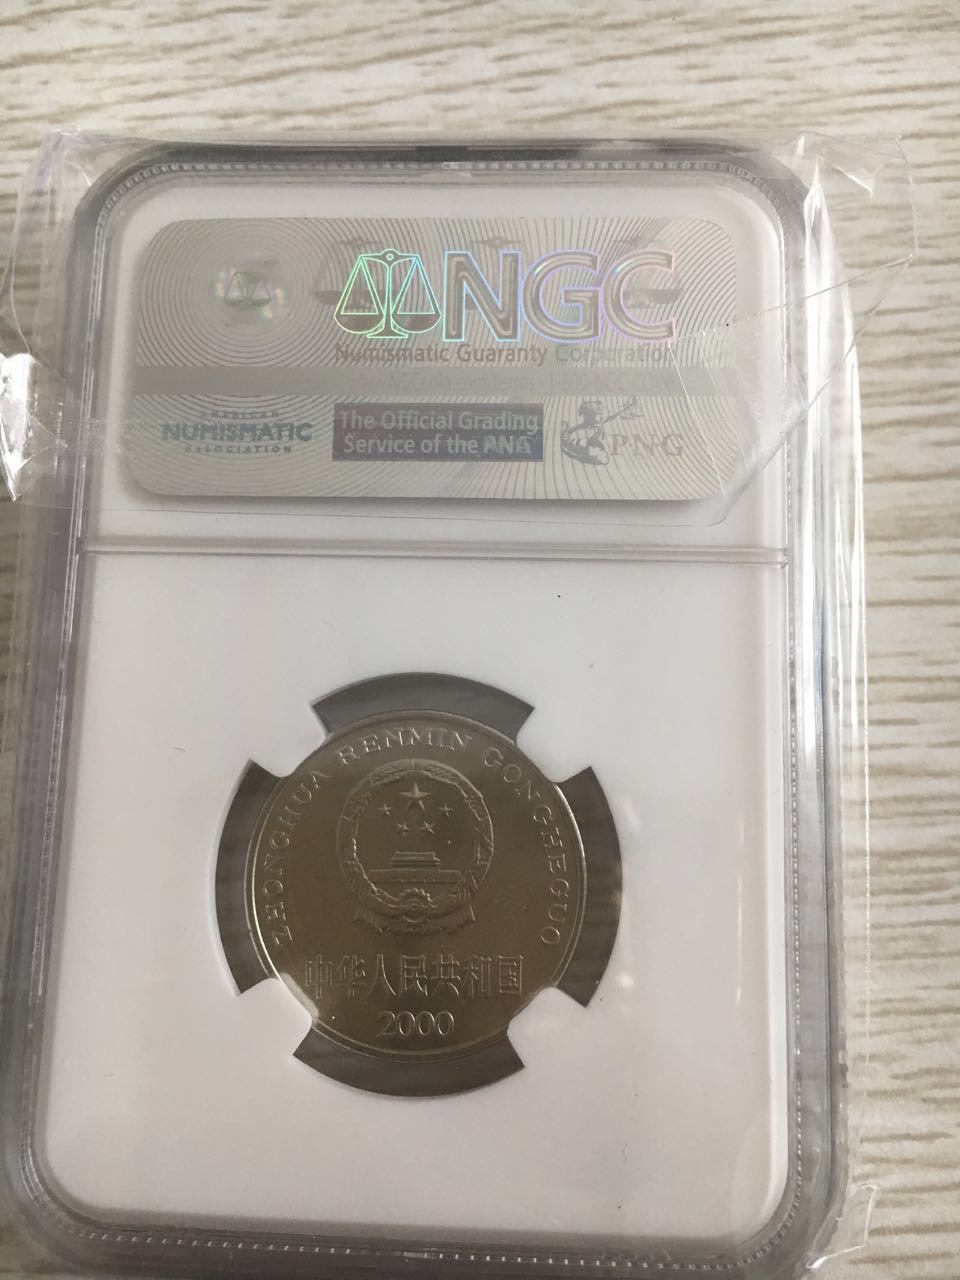 NGC
Numismatic Guaranty Corporation
AMERICAN
NUMISMATIC
ASSOCIATION
The Official Grading
Service of the PNA
PNG
ZHONGHUA RENMIN GONGHEGUO
中华人民共和国
2000